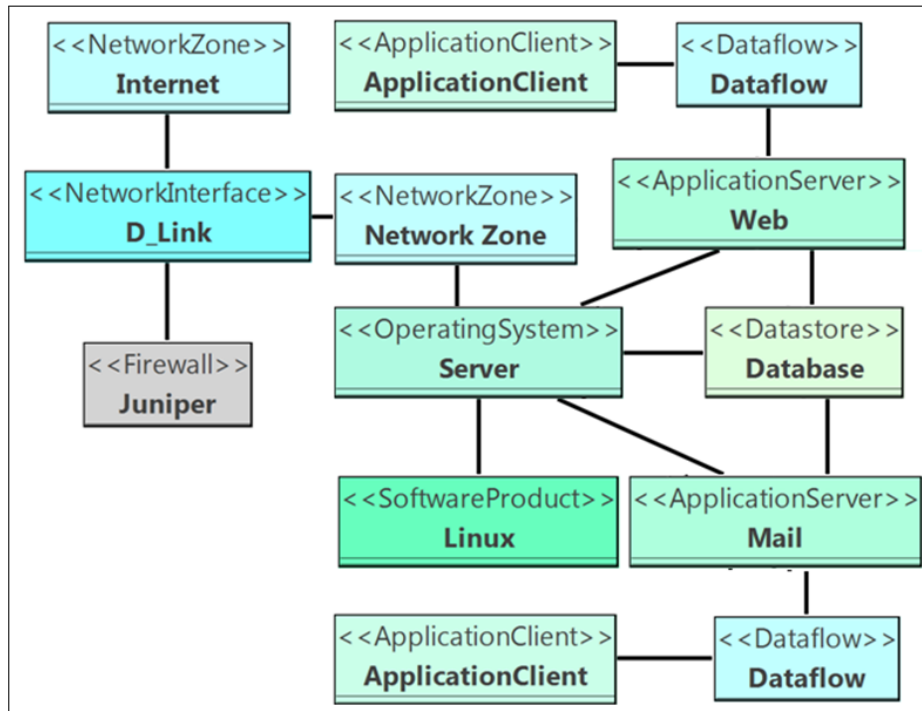 <<NetworkZone>>
Internet
<<ApplicationClient>>
ApplicationClient
<<Dataflow>>
Dataflow
<<NetworkInterface>>
D_Link
<<NetworkZone>>
Network Zone
<<ApplicationServer>>
Web
<<OperatingSystem>>
Server
<<Datastore>>
Database
<<Firewall>>
Juniper
<<SoftwareProduct>>
Linux
<<ApplicationServer>>
Mail
<<ApplicationClient>>
ApplicationClient
<<Dataflow>>
Dataflow